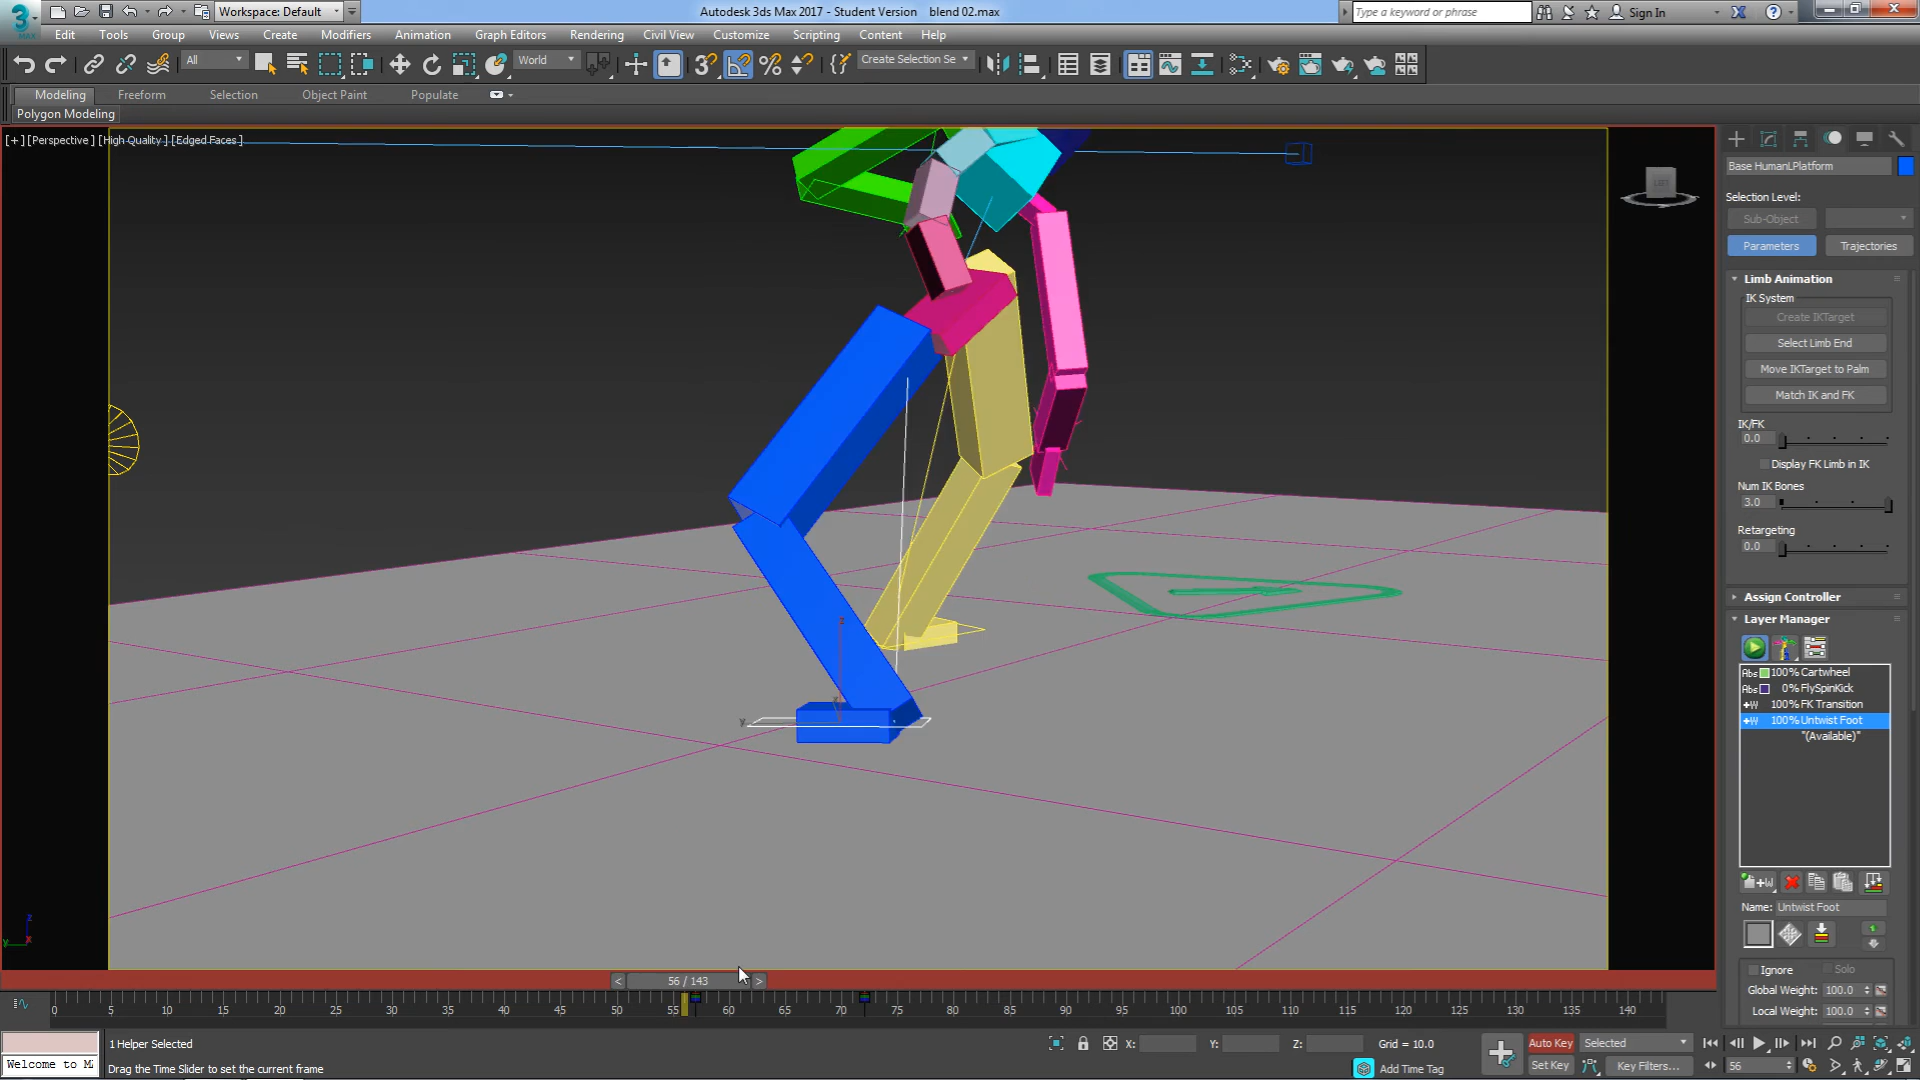 3
MAX
Workspace: Default
Autodesk 3ds Max 2017 - Student Version blend 02.max
Type a keyword or phrase
Sign In
Edit Tools Group Views Create Modifiers Animation Graph Editors Rendering Civil View Customize Scripting Content Help
All
World
Create Selection Se
Modeling Freeform Selection Object Paint Populate
Polygon Modeling
[+] [Perspective ] [High Quality ] [Edged Faces ]
Base HumanLPlatform
Selection Level:
Sub-Object
Parameters Trajectories
Limb Animation
IK System
Create IKTarget
Select Limb End
Move IKTarget to Palm
Match IK and FK
IK/FK
0.0
Display FK Limb in IK
Num IK Bones
3.0
Retargeting
0.0
Assign Controller
Layer Manager
Abs 100% Cartwheel
Abs 0% FlySpinKick
+W 100% FK Transition
+W 100% Untwist Foot
"(Available)"
+W
Name: Untwist Foot
Ignore Solo
Global Weight: 100.0
Local Weight: 100.0
z
y
z
y
x
< 56 / 143 >
0 5 10 15 20 25 30 35 40 45 50 55 60 65 70 75 80 85 90 95 100 105 110 115 120 125 130 135 140
1 Helper Selected
X: Y: Z: Grid = 10.0
Auto Key Selected
Welcome to M
Drag the Time Slider to set the current frame
Add Time Tag
Set Key Key Filters...
56